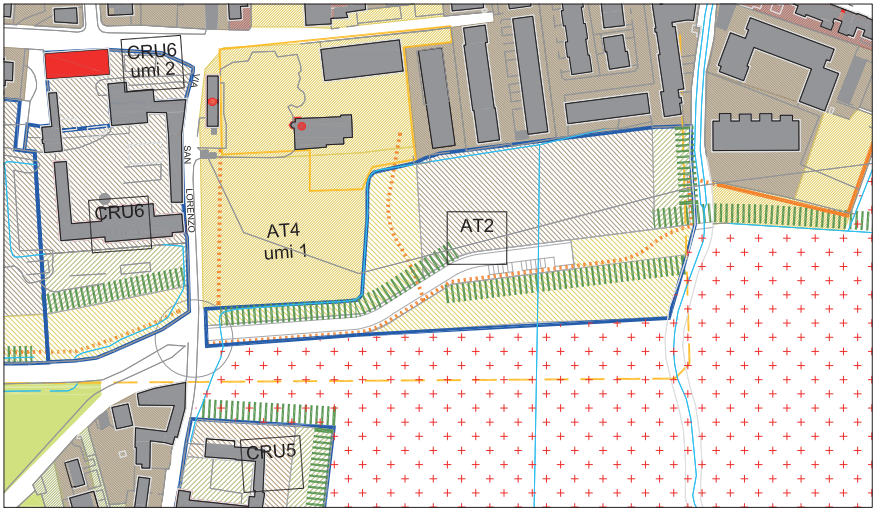 CRU6
umi 2
VIA
SAN
LORENZO
CRU6
AT4
umi 1
AT2
CRU5